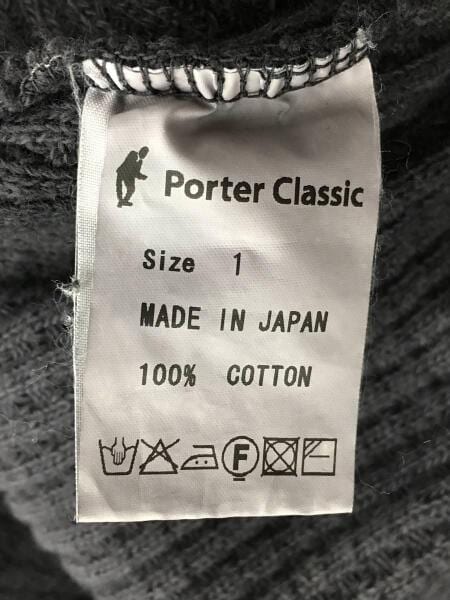 Porter Classic
Size 1
MADE IN JAPAN
100% COTTON
F